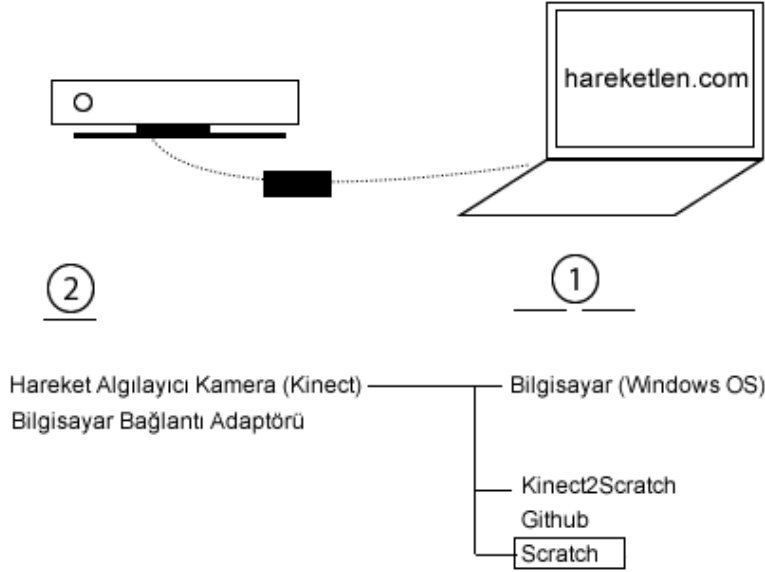 hareketlen.com
2
1
Hareket Algılayıcı Kamera (Kinect)
Bilgisayar Bağlantı Adaptörü
Bilgisayar (Windows OS)
Kinect2Scratch
Github
Scratch